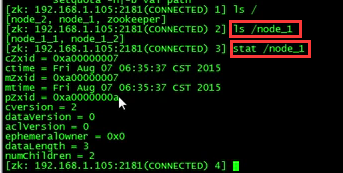 setquota -n|-b val path
[zk: 192.168.1.105:2181(CONNECTED) 1] ls /
[node_2, node_1, zookeeper]
[zk: 192.168.1.105:2181(CONNECTED) 2] ls /node_1
[node_1_1, node_1_2]
[zk: 192.168.1.105:2181(CONNECTED) 3] stat /node_1
cZxid = 0xa00000007
ctime = Fri Aug 07 06:35:37 CST 2015
mZxid = 0xa00000007
mtime = Fri Aug 07 06:35:37 CST 2015
pZxid = 0xa0000000a
cversion = 2
dataVersion = 0
aclVersion = 0
ephemeralOwner = 0x0
dataLength = 3
numChildren = 2
[zk: 192.168.1.105:2181(CONNECTED) 4]